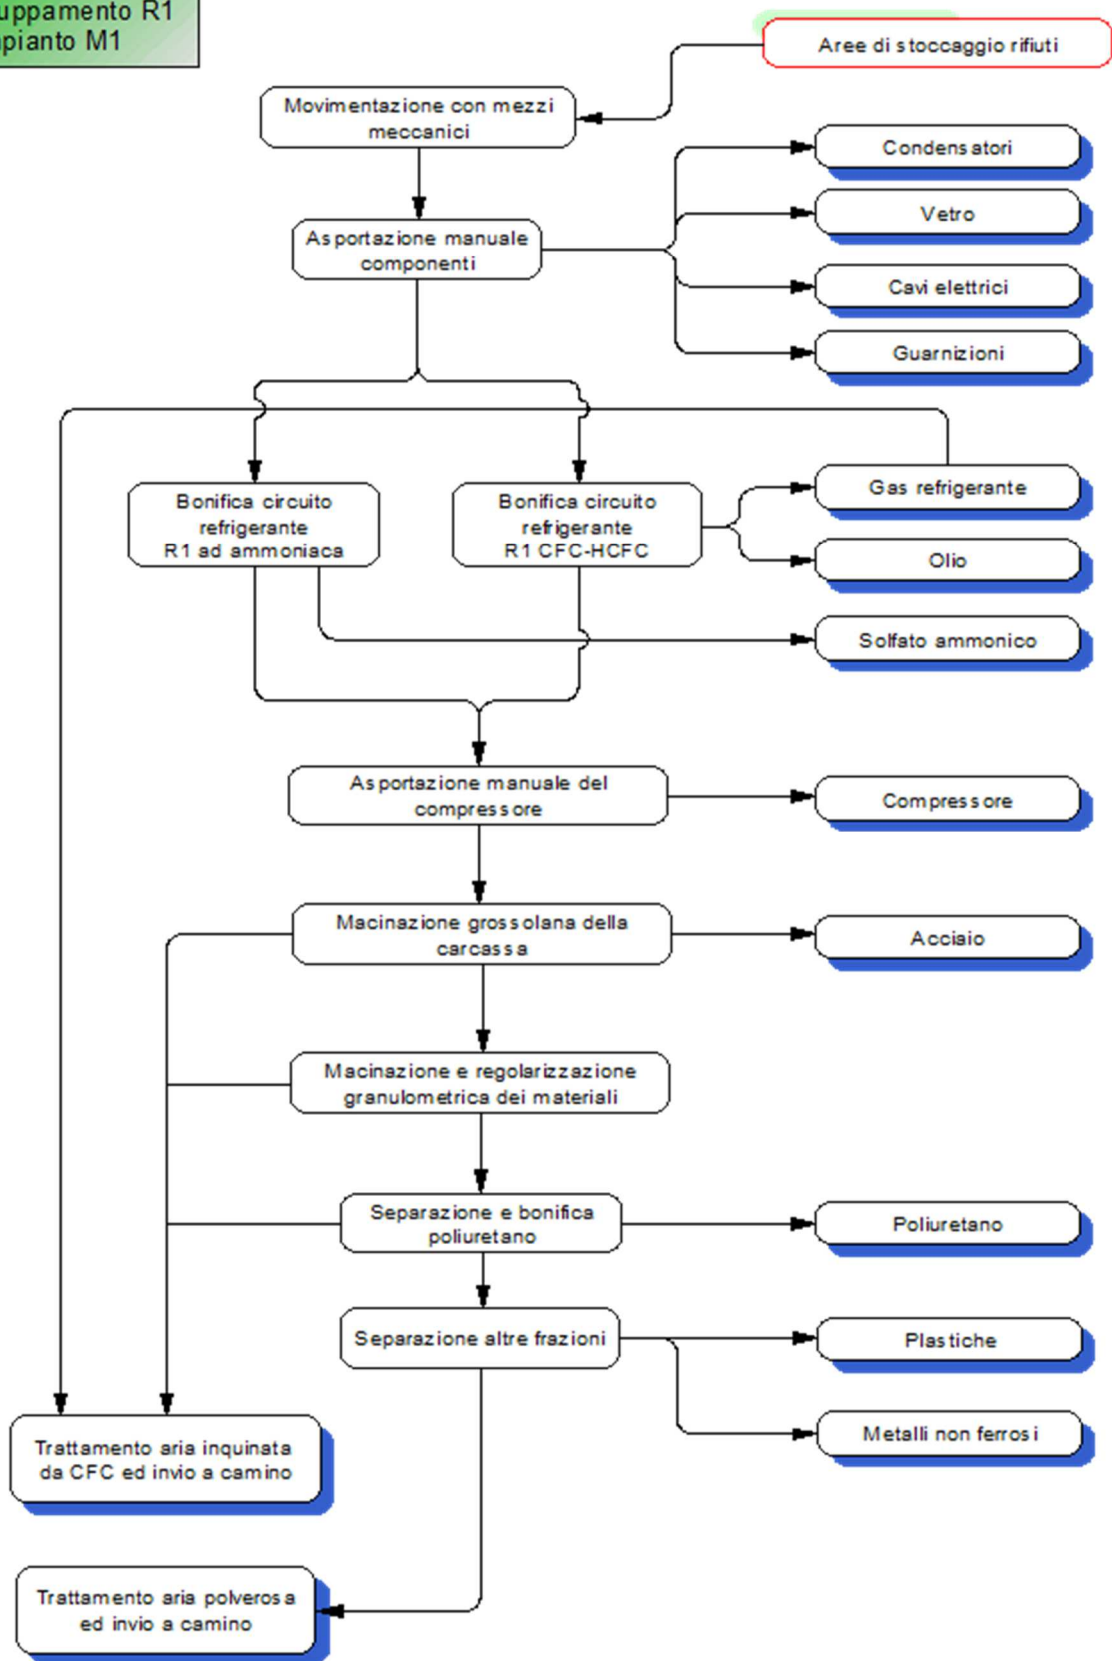 uppamento R1
pianto M1
Aree di stoccaggio rifiuti
Movimentazione con mezzi
meccanici
Condensatori
Vetro
Asportazione manuale
componenti
Cavi elettrici
Guarnizioni
Gas refrigerante
Bonifica circuito
refrigerante
R1 ad ammoniaca
Bonifica circuito
refrigerante
R1 CFC-HCFC
Olio
Solfato ammonico
Asportazione manuale del
compressore
Compressore
Macinazione grossolana della
carcassa
Acciaio
Macinazione e regolarizzazione
granulometrica dei materiali
Separazione e bonifica
poliuretano
Poliuretano
Separazione altre frazioni
Plastiche
Metalli non ferrosi
Trattamento aria inquinata
da CFC ed invio a camino
Trattamento aria polverosa
ed invio a camino